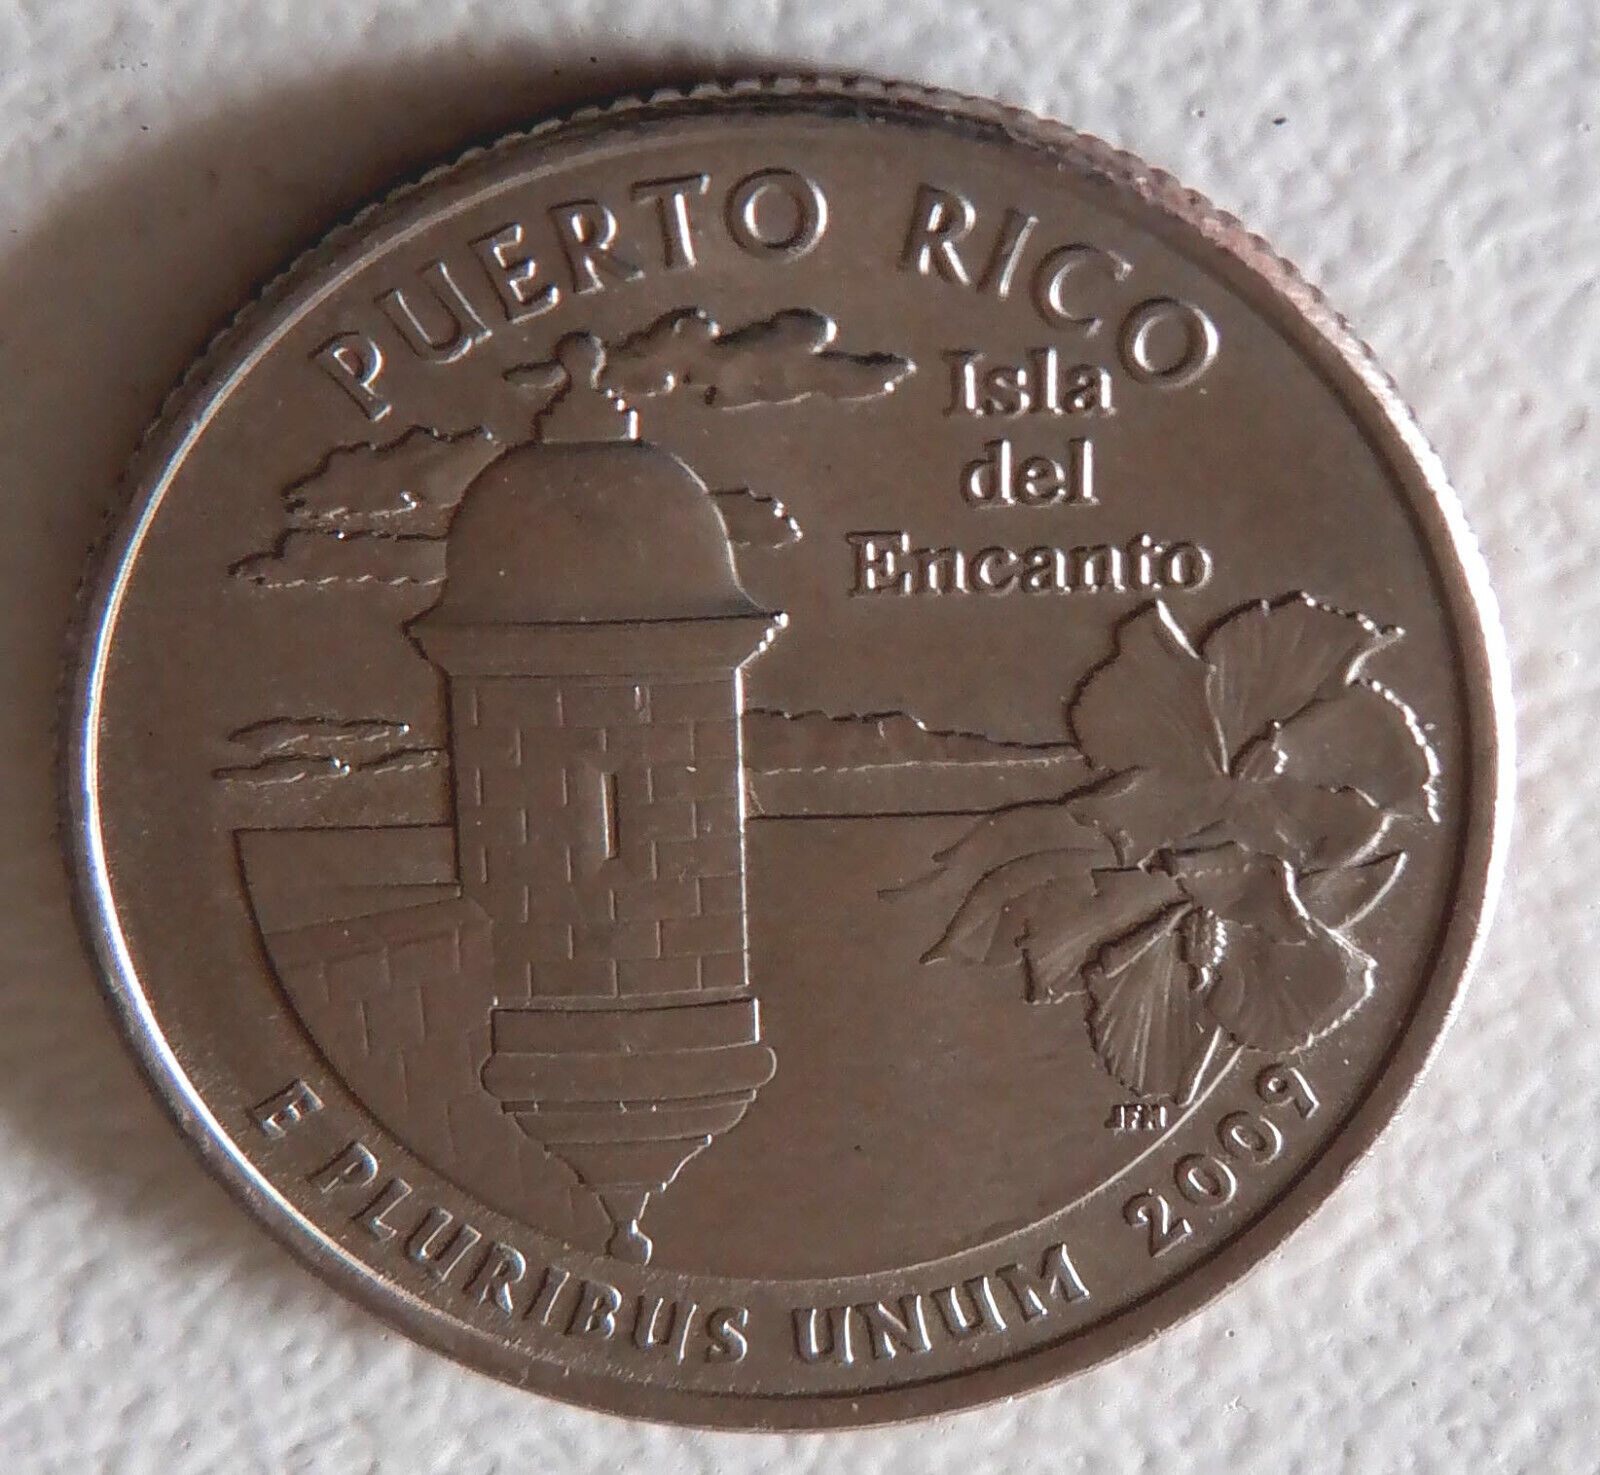 PUERTO RICO
Isla
del
Encanto
JFM
E PLURIBUS UNUM 2009